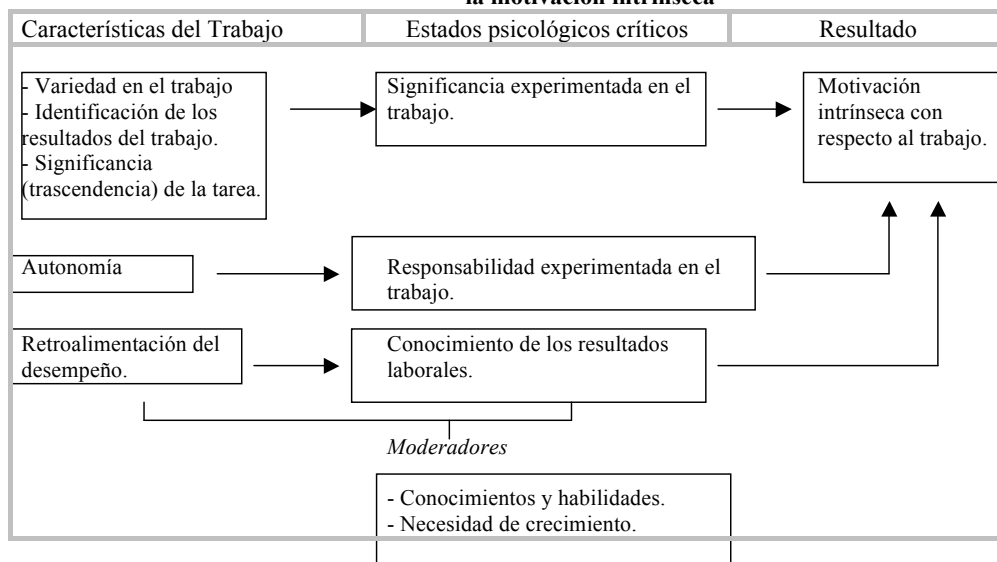 la motivación intrínseca
Características del Trabajo
Estados psicológicos críticos
Resultado
- Variedad en el trabajo
- Identificación de los
resultados del trabajo.
- Significancia
(trascendencia) de la tarea.
Significancia experimentada en el
trabajo.
Motivación
intrínseca con
respecto al trabajo.
Autonomía
Responsabilidad experimentada en el
trabajo.
Retroalimentación del
desempeño.
Conocimiento de los resultados
laborales.
Moderadores
- Conocimientos y habilidades.
- Necesidad de crecimiento.